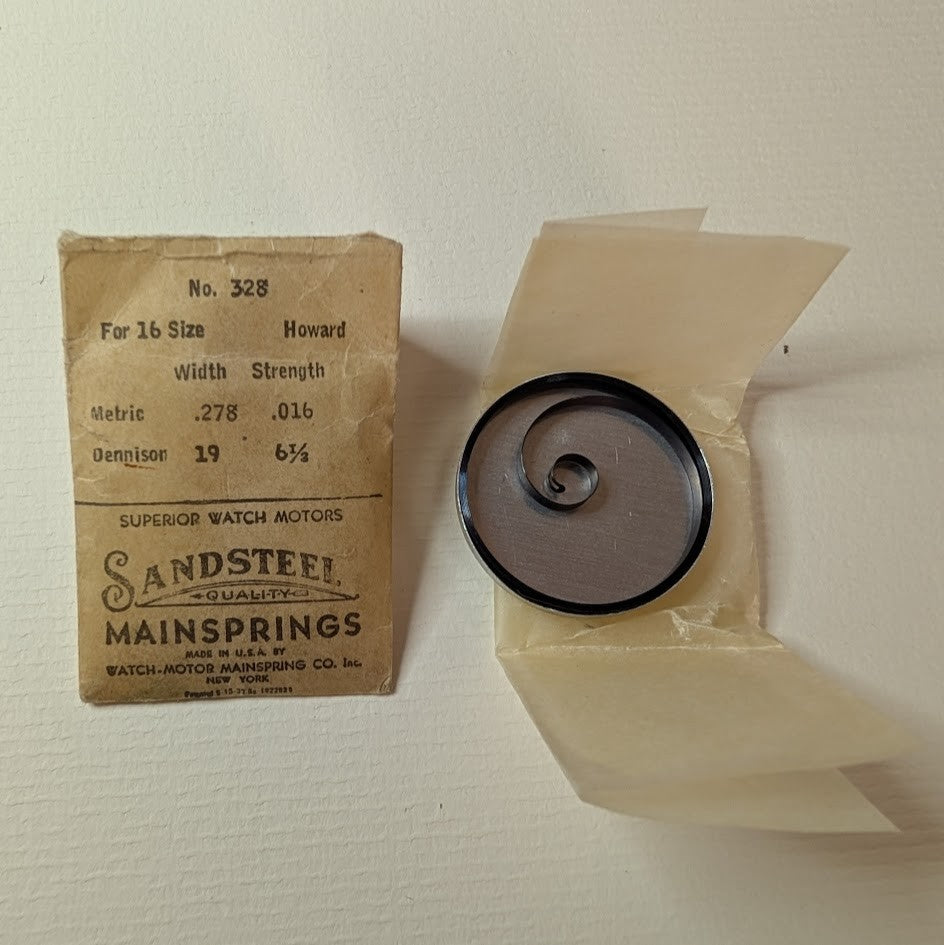 No. 328
For 16 Size Howard
Width Strength
Metric .278 .016
Dennison 19 6⅓
SUPERIOR WATCH MOTORS
SANDSTEEL
QUALITY
MAINSPRINGS
MADE IN U.S.A. BY
WATCH-MOTOR MAINSPRING CO. Inc.
NEW YORK